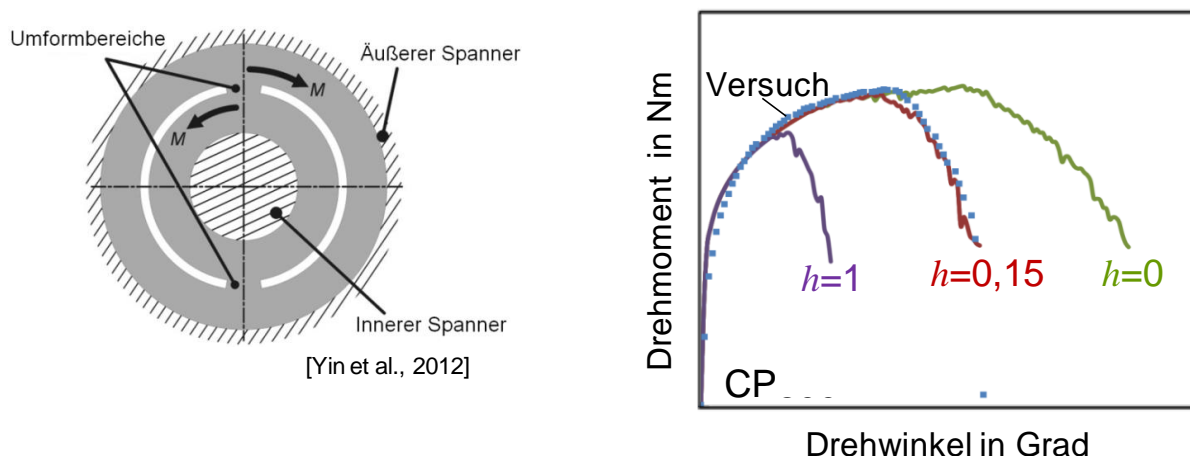 Umformbereiche
Äußerer Spanner
M
M
Innerer Spanner
[Yin et al., 2012]
Drehmoment in Nm
Versuch
h=1
h=0,15
h=0
Drehwinkel in Grad